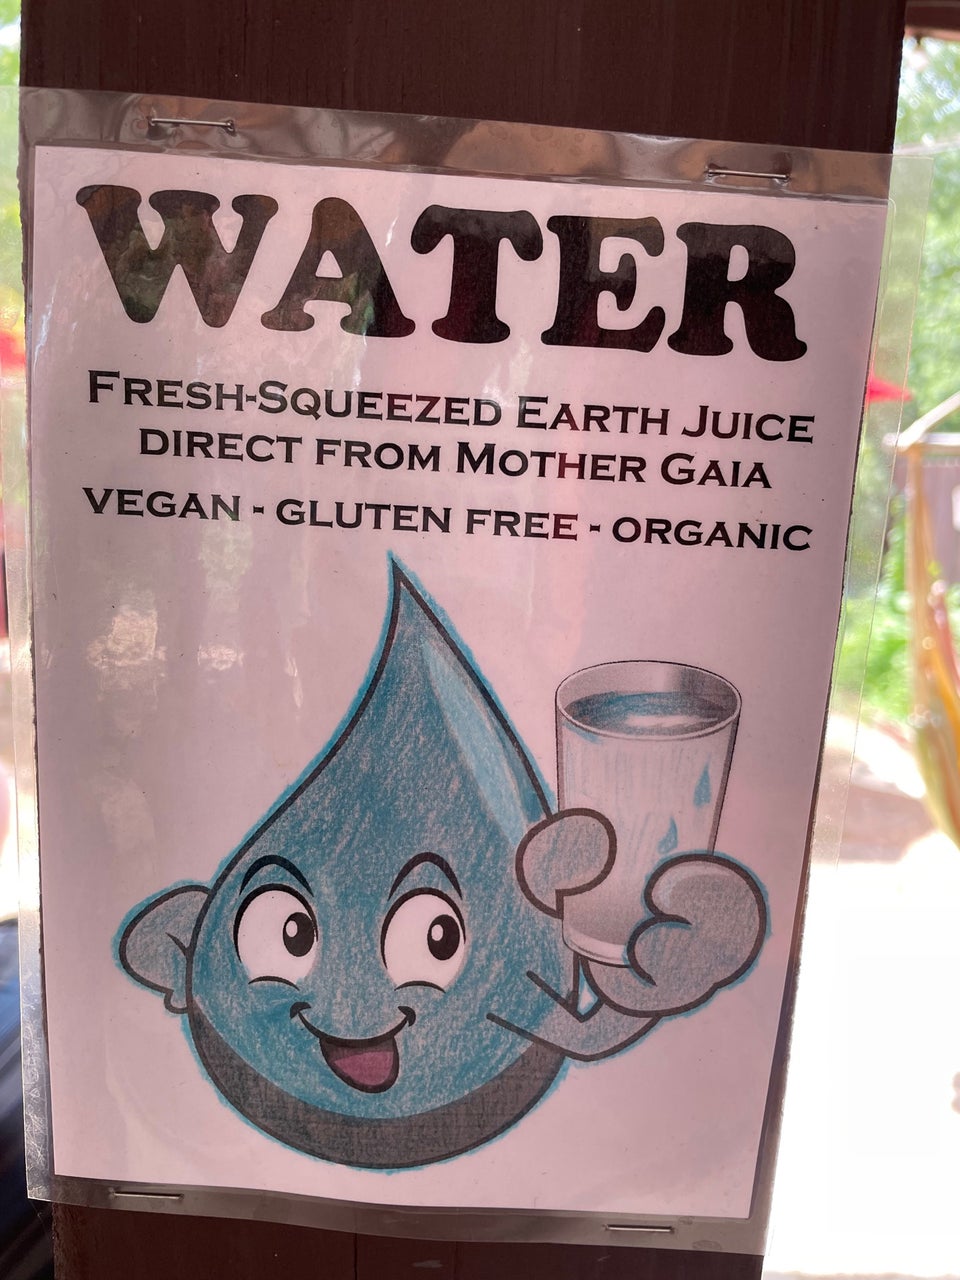 WATER
Fresh-Squeezed Earth Juice
direct from Mother Gaia
vegan - gluten free - organic